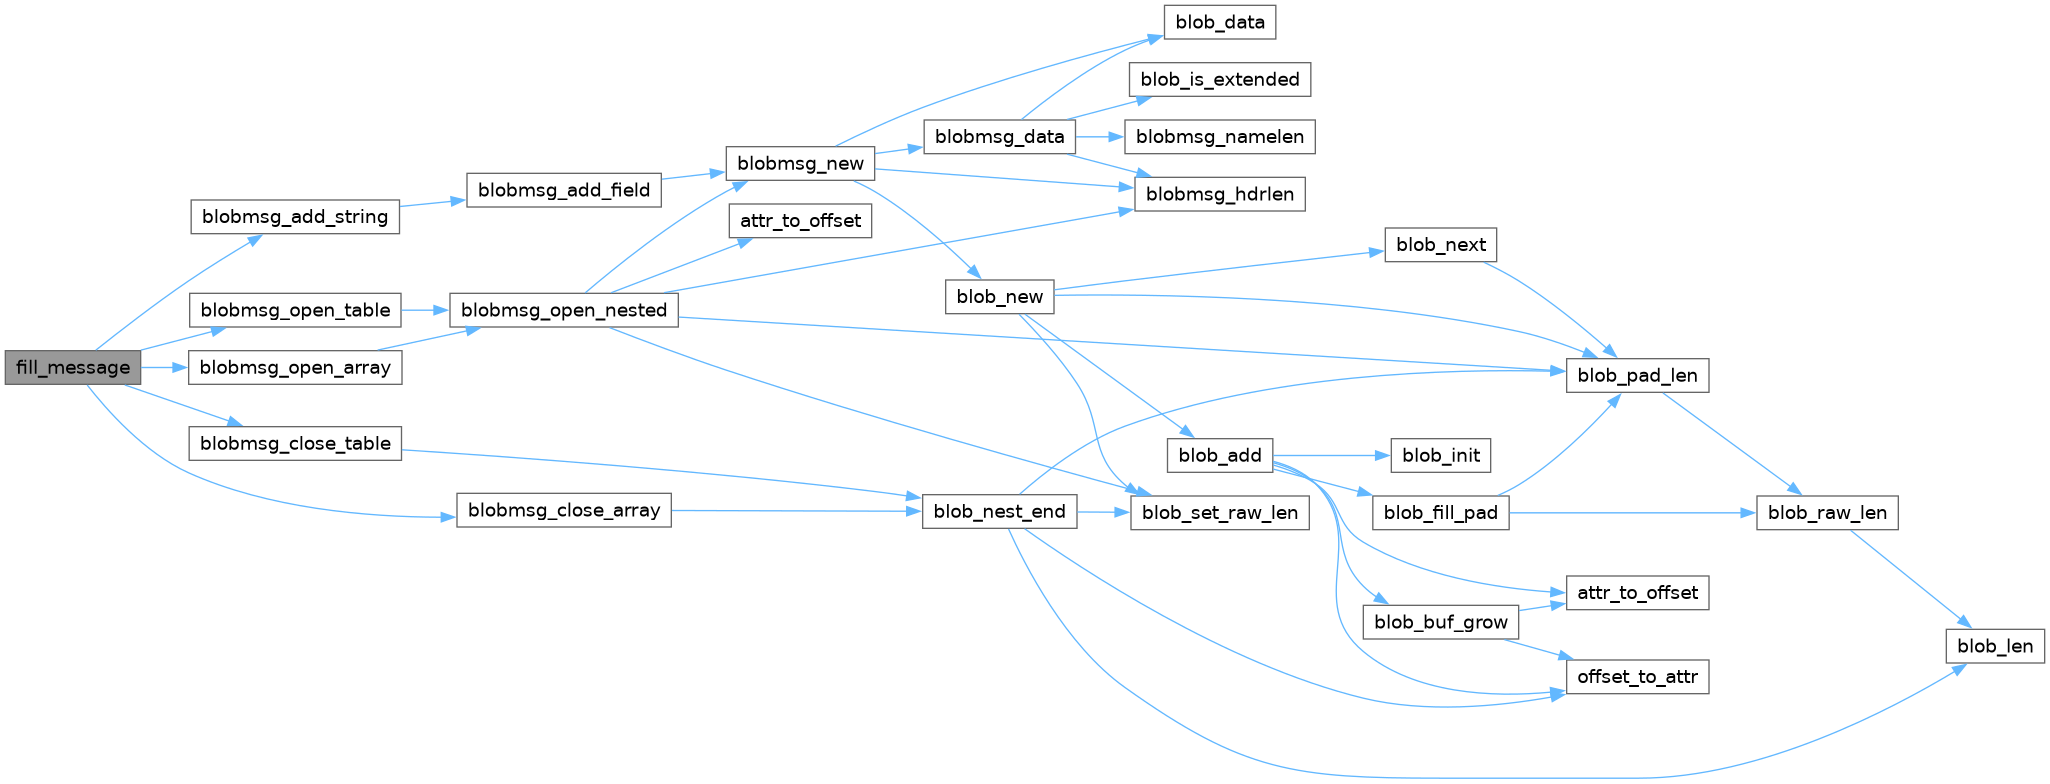 blob_data
blob_is_extended
blobmsg_data
blobmsg_namelen
blobmsg_new
blobmsg_add_field
blobmsg_hdrlen
blobmsg_add_string
attr_to_offset
blob_next
blob_new
blobmsg_open_table
blobmsg_open_nested
fill_message
blobmsg_open_array
blob_pad_len
blobmsg_close_table
blob_add
blob_init
blobmsg_close_array
blob_nest_end
blob_set_raw_len
blob_fill_pad
blob_raw_len
attr_to_offset
blob_buf_grow
blob_len
offset_to_attr